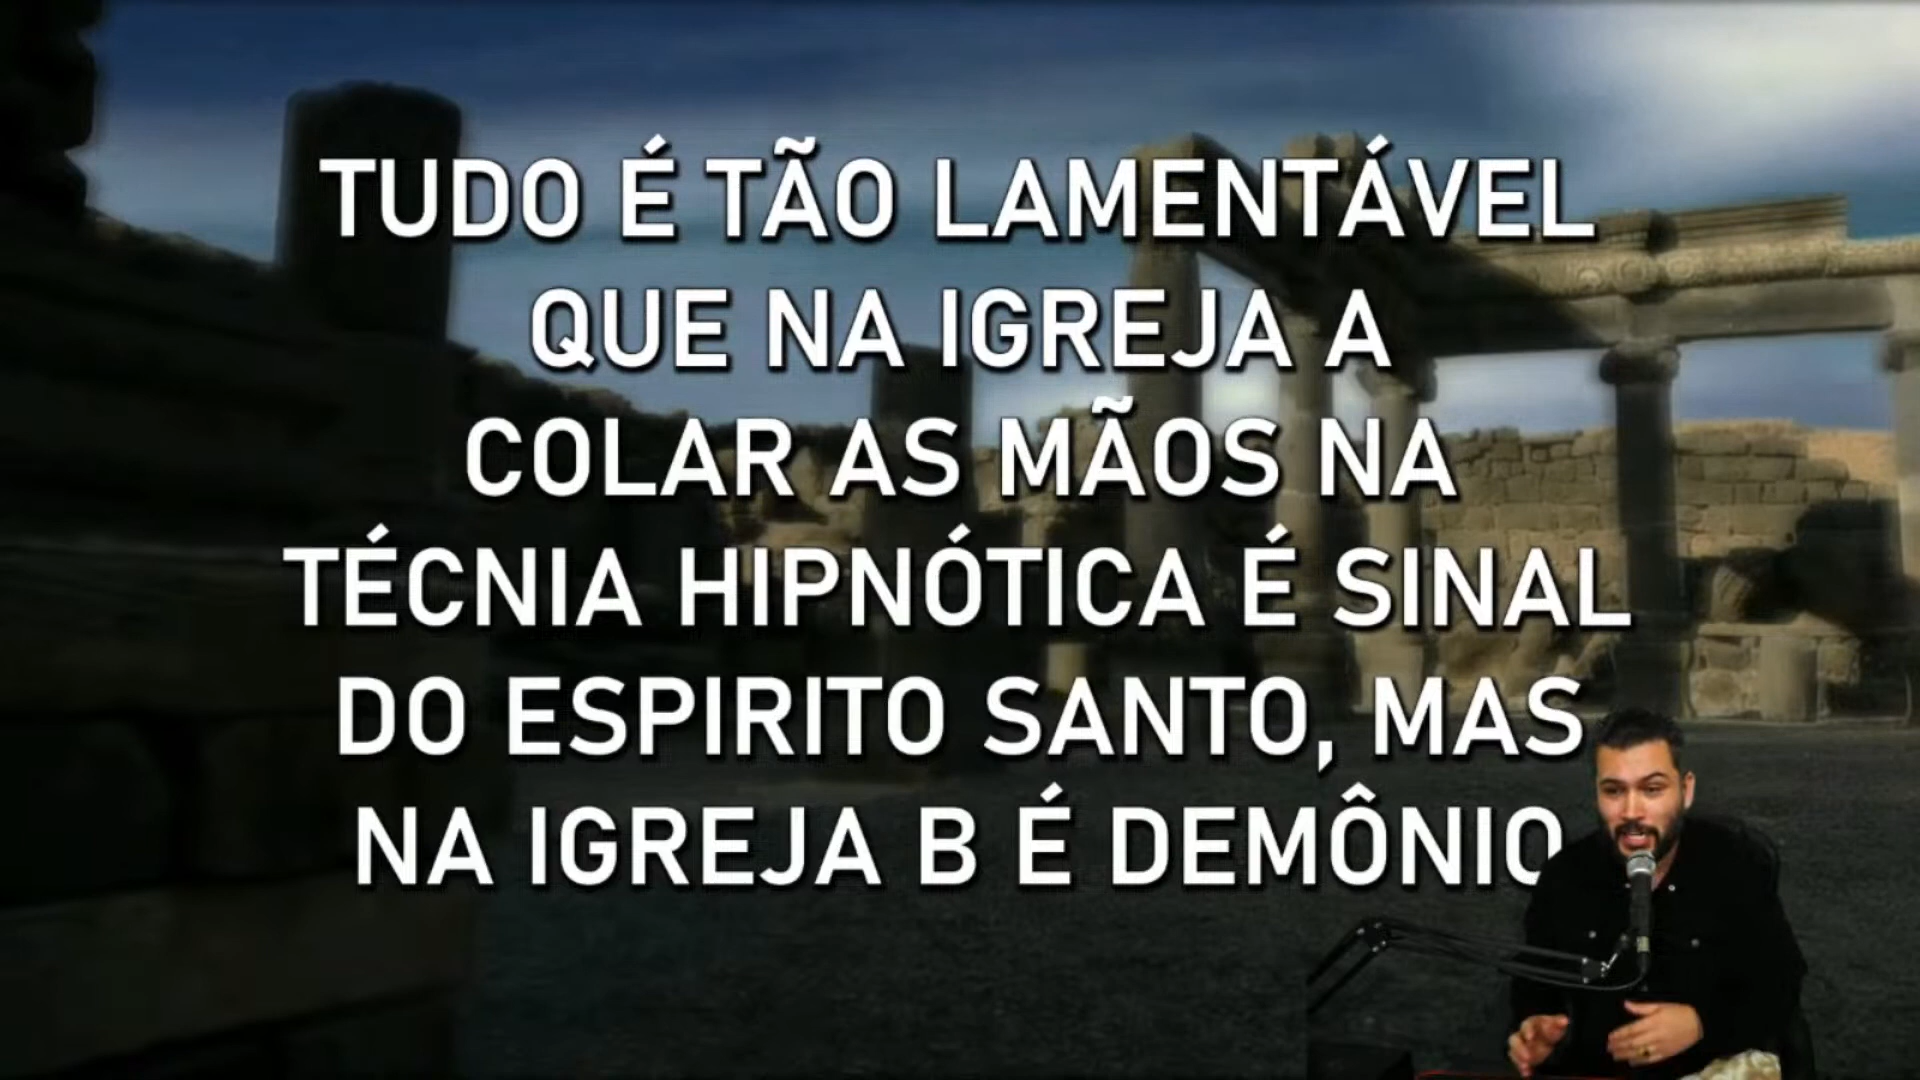 TUDO É TÃO LAMENTÁVEL
QUE NA IGREJA A
COLAR AS MÃOS NA
TÉCNIA HIPNÓTICA É SINAL
DO ESPIRITO SANTO, MAS
NA IGREJA B É DEMÔNIO